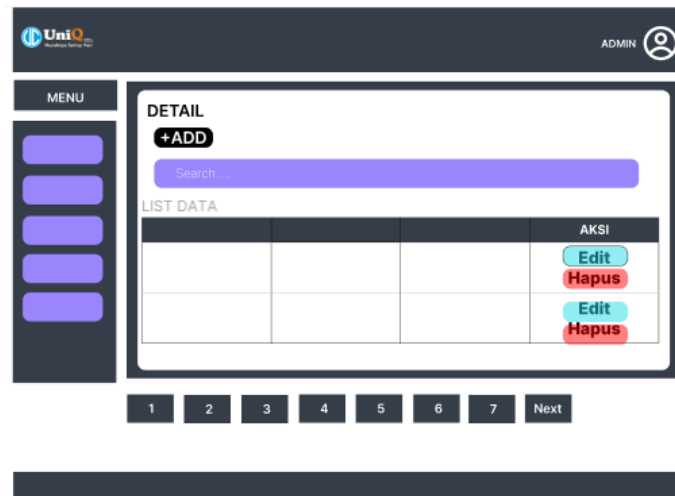 UniQ
ADMIN
MENU
DETAIL
+ADD
Search.....
LIST DATA
AKSI
Edit
Hapus
Edit
Hapus
1 2 3 4 5 6 7 Next